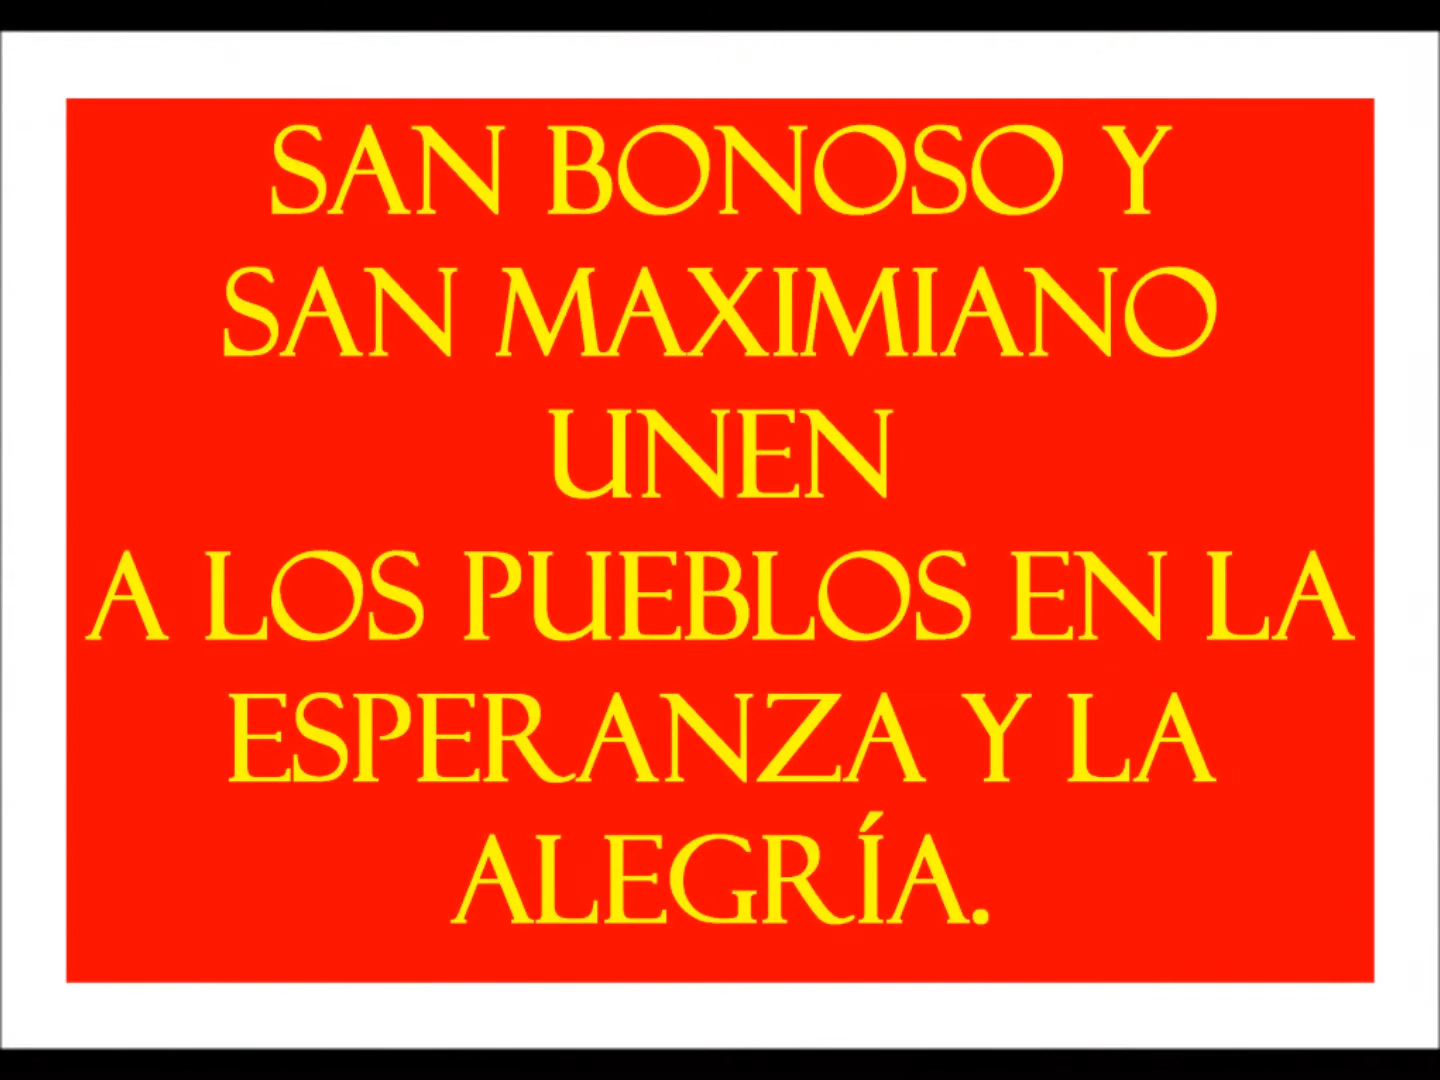 SAN BONOSO Y
SAN MAXIMIANO
UNEN
A LOS PUEBLOS EN LA
ESPERANZA Y LA
ALEGRÍA.